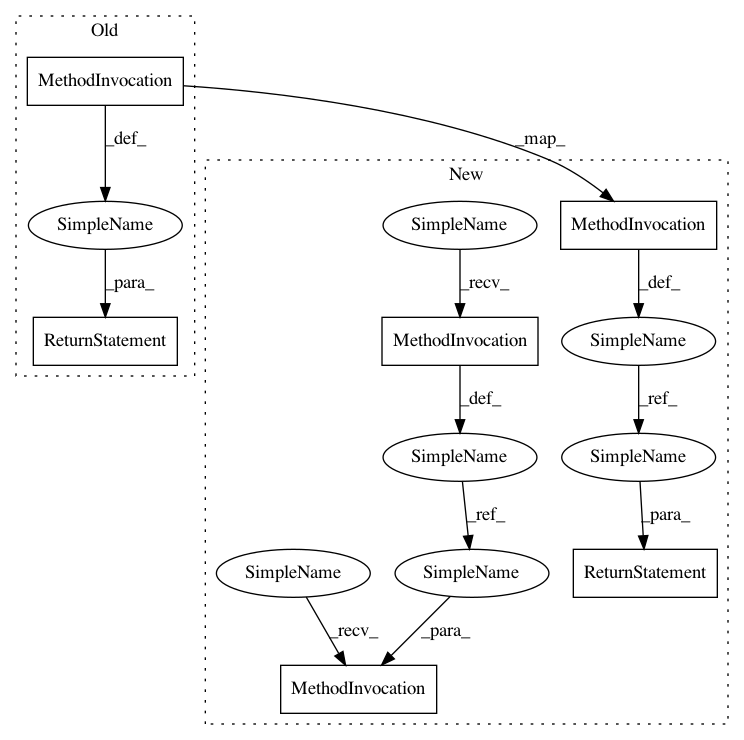 Old
MethodInvocation
_def_
_map_
New
SimpleName
SimpleName
MethodInvocation
_para_
_recv_
_def_
ReturnStatement
MethodInvocation
SimpleName
_def_
_ref_
SimpleName
SimpleName
_ref_
_para_
SimpleName
SimpleName
ReturnStatement
_recv_
_para_
MethodInvocation